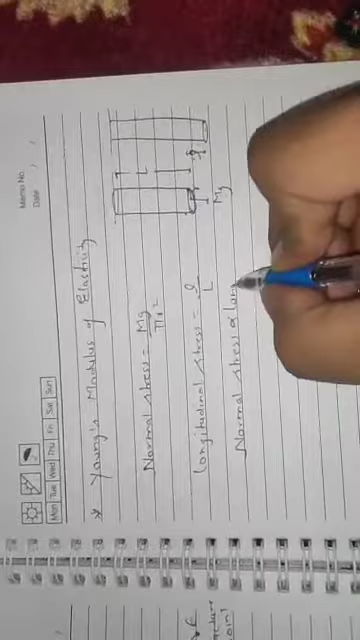 Memo No.
Date / /
Mon Tue Wed Thu Fri Sat Sun
* Young's Modulus of Elasticity
L
Mg
Normal stress = Mg/πr²
Longitudinal stress = l/L
Normal stress ∝ Long